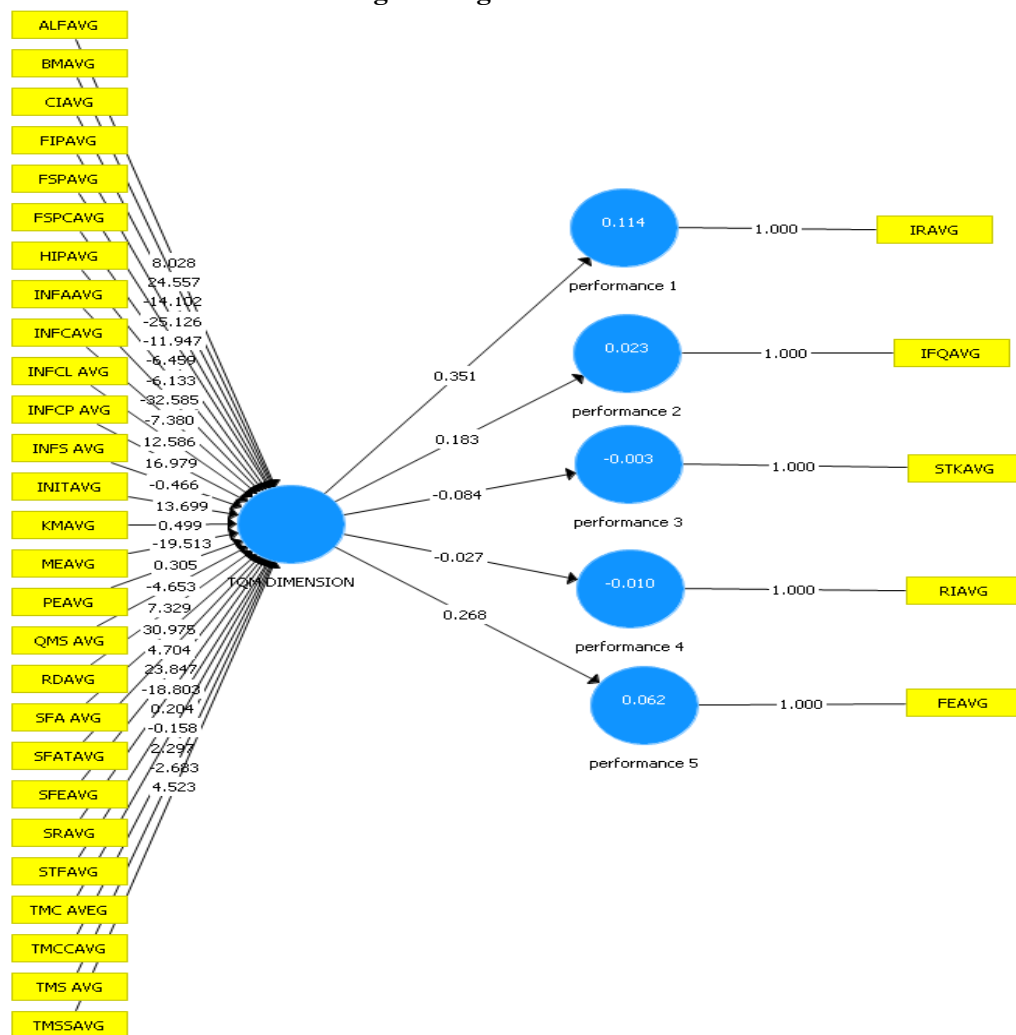 ALFAVG
BMAVG
CIAVG
FIPAVG
FSPAVG
FSPCAVG
HIPAVG
INFAAVG
INFCAVG
INFCL AVG
INFCP AVG
INFS AVG
INITAVG
KMAVG
MEAVG
PEAVG
QMS AVG
RDAVG
SFA AVG
SFATAVG
SFEAVG
SRAVG
STFAVG
TMC AVEG
TMCCAVG
TMS AVG
TMSSAVG
8.028
24.557
-14.102
-25.126
-11.947
-6.459
-6.133
-32.585
-7.380
12.586
16.979
-0.466
13.699
0.499
-19.513
0.305
-4.653
7.329
30.975
4.704
23.847
-18.803
0.204
-0.158
2.297
-2.683
4.523
TQM DIMENSION
0.351
0.183
-0.084
-0.027
0.268
0.114
performance 1
1.000
IRAVG
0.023
performance 2
1.000
IFQAVG
-0.003
performance 3
1.000
STKAVG
-0.010
performance 4
1.000
RIAVG
0.062
performance 5
1.000
FEAVG